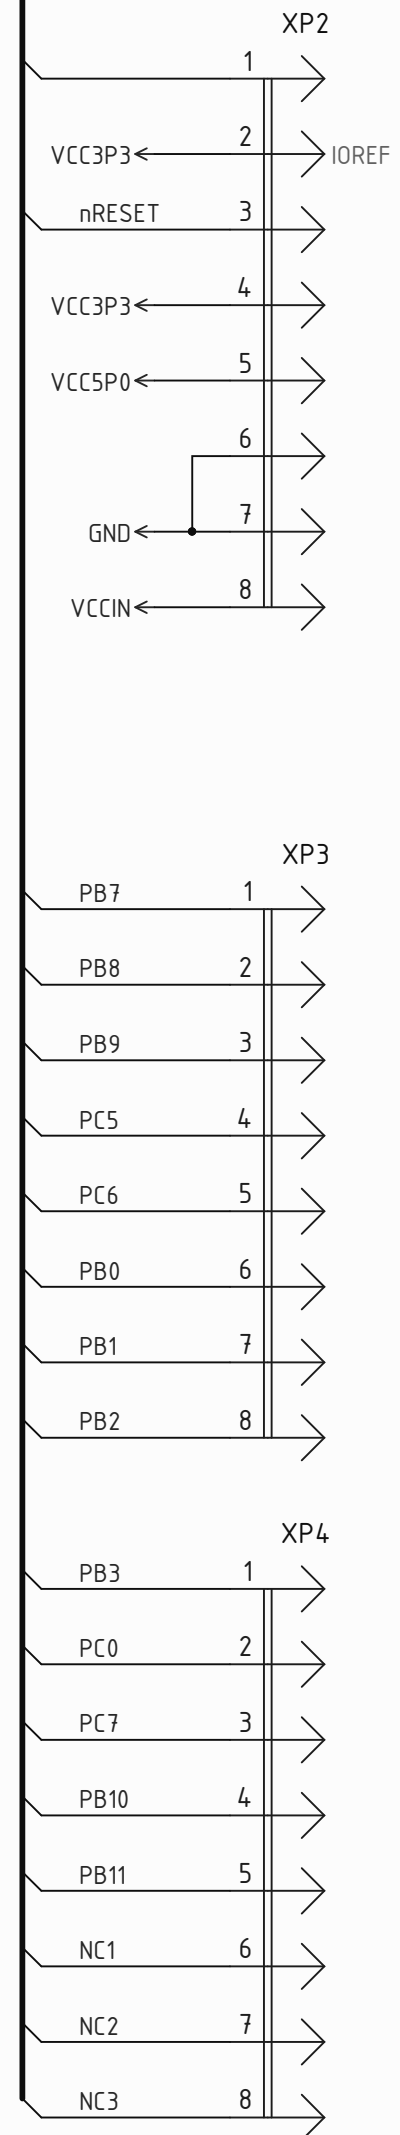 XP2
1
VCC3P3 2 IOREF
nRESET 3
VCC3P3 4
VCC5P0 5
6
GND 7
VCCIN 8
XP3
PB7 1
PB8 2
PB9 3
PC5 4
PC6 5
PB0 6
PB1 7
PB2 8
XP4
PB3 1
PC0 2
PC7 3
PB10 4
PB11 5
NC1 6
NC2 7
NC3 8